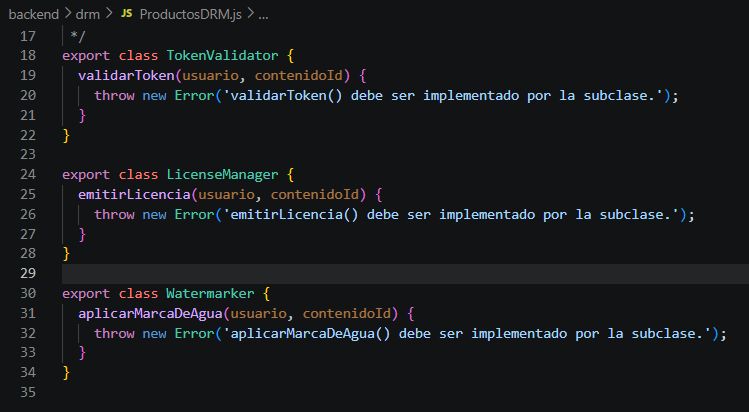 backend > drm > JS ProductosDRM.js > ...
17 */
18 export class TokenValidator {
19 validarToken(usuario, contenidoId) {
20 throw new Error('validarToken() debe ser implementado por la subclase.');
21 }
22 }
23
24 export class LicenseManager {
25 emitirLicencia(usuario, contenidoId) {
26 throw new Error('emitirLicencia() debe ser implementado por la subclase.');
27 }
28 }
29
30 export class Watermarker {
31 aplicarMarcaDeAgua(usuario, contenidoId) {
32 throw new Error('aplicarMarcaDeAgua() debe ser implementado por la subclase.');
33 }
34 }
35